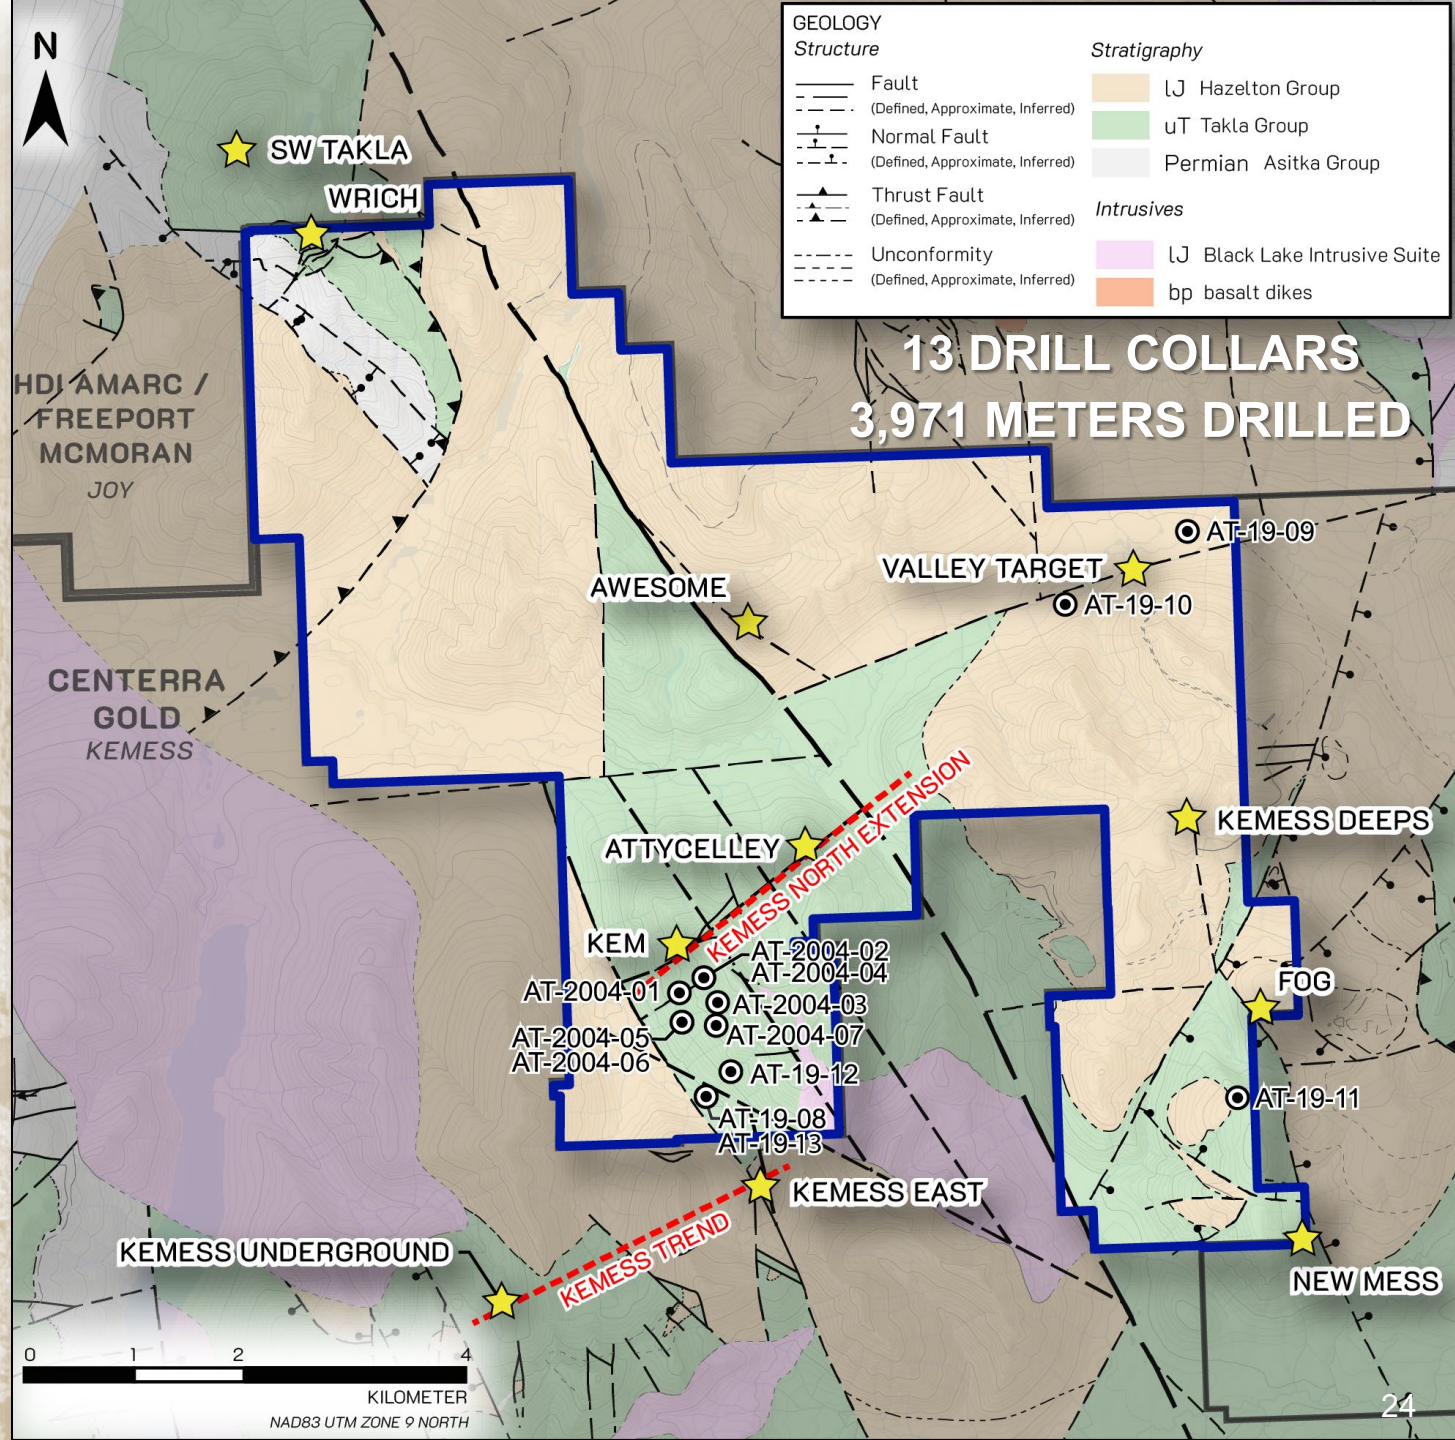 N
SW TAKLA
WRICH
GEOLOGY
Structure
Fault
(Defined, Approximate, Inferred)
Normal Fault
(Defined, Approximate, Inferred)
Thrust Fault
(Defined, Approximate, Inferred)
Unconformity
(Defined, Approximate, Inferred)
Stratigraphy
lJ Hazelton Group
uT Takla Group
Permian Asitka Group
Intrusives
lJ Black Lake Intrusive Suite
bp basalt dikes
13 DRILL COLLARS
3,971 METERS DRILLED
HDI AMARC /
FREEPORT
MCMORAN
JOY
AT-19-09
VALLEY TARGET
AWESOME
AT-19-10
CENTERRA
GOLD
KEMESS
KEMESS NORTH EXTENSION
ATTYCELLEY
KEMESS DEEPS
KEM
AT-2004-02
AT-2004-04
AT-2004-01
AT-2004-03
AT-2004-05
AT-2004-07
AT-2004-06
FOG
AT-19-12
AT-19-11
AT-19-08
AT-19-13
KEMESS EAST
KEMESS TREND
KEMESS UNDERGROUND
NEW MESS
0 1 2 4
KILOMETER
NAD83 UTM ZONE 9 NORTH
24